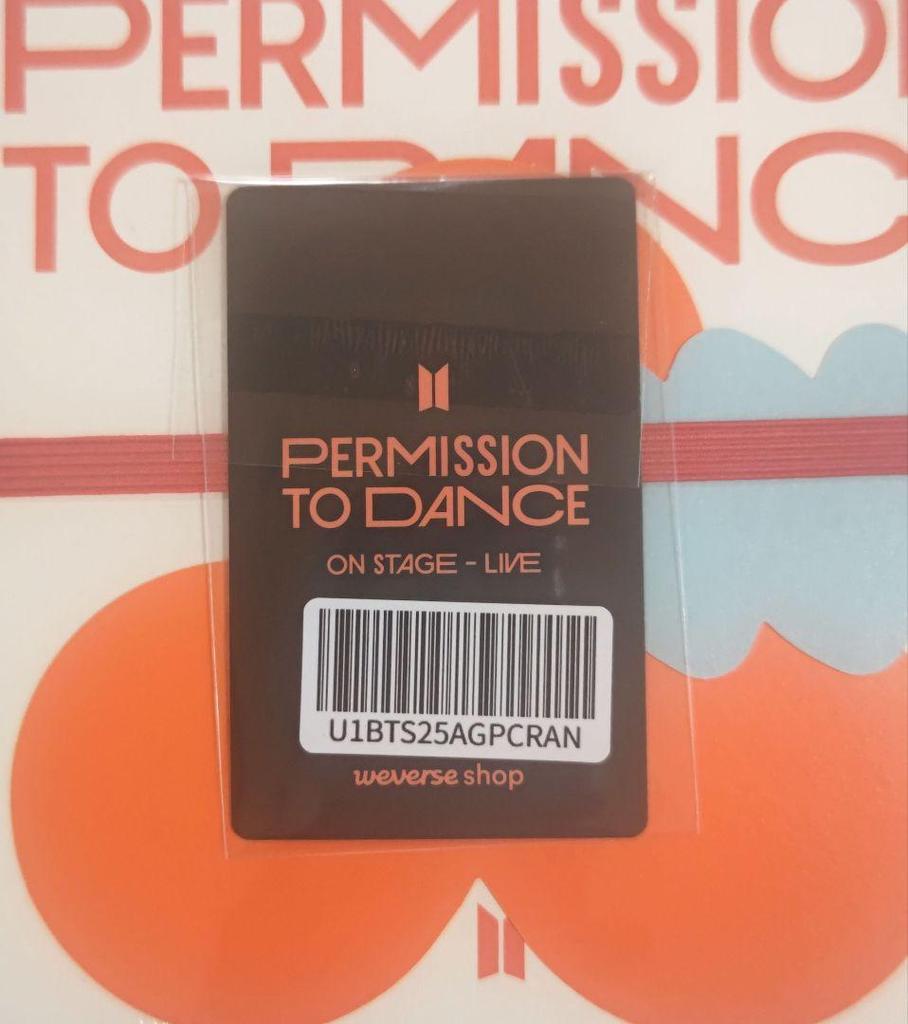 PERMISSIO
TO DANC
PERMISSION
TO DANCE
ON STAGE - LIVE
U1BTS25AGPCRAN
weverse shop